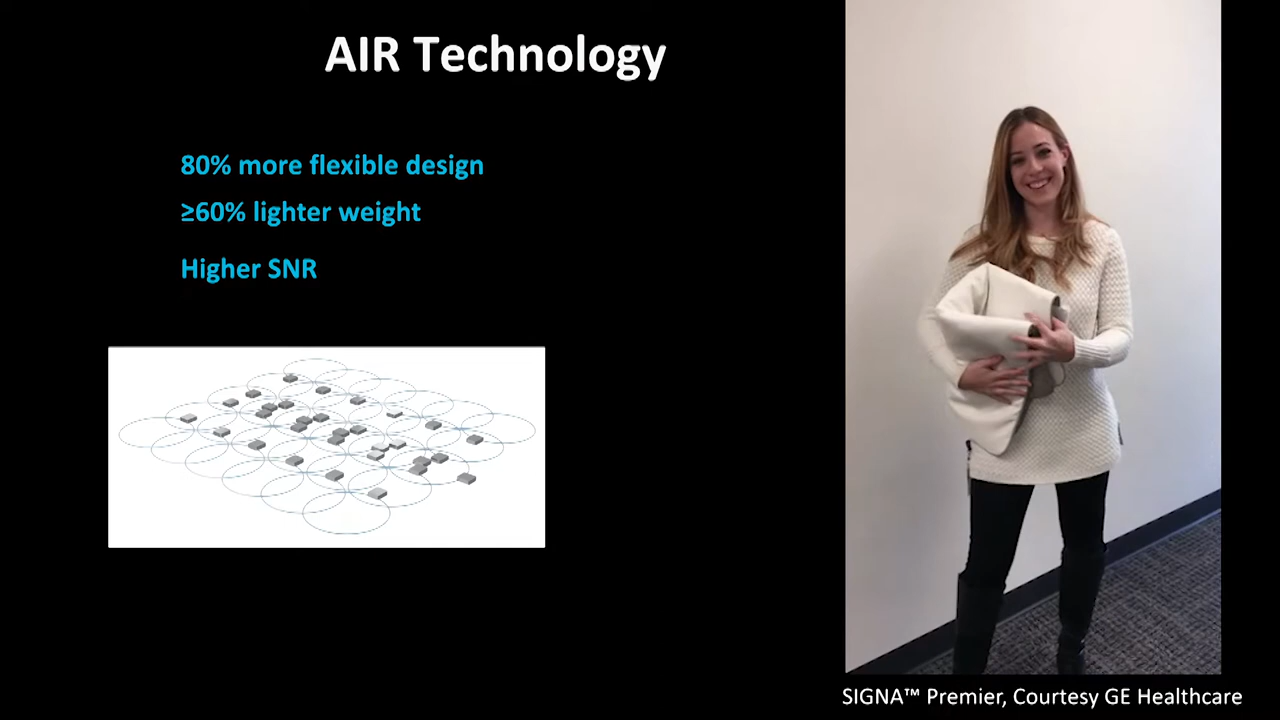 AIR Technology
80% more flexible design
≥60% lighter weight
Higher SNR
SIGNA™ Premier, Courtesy GE Healthcare